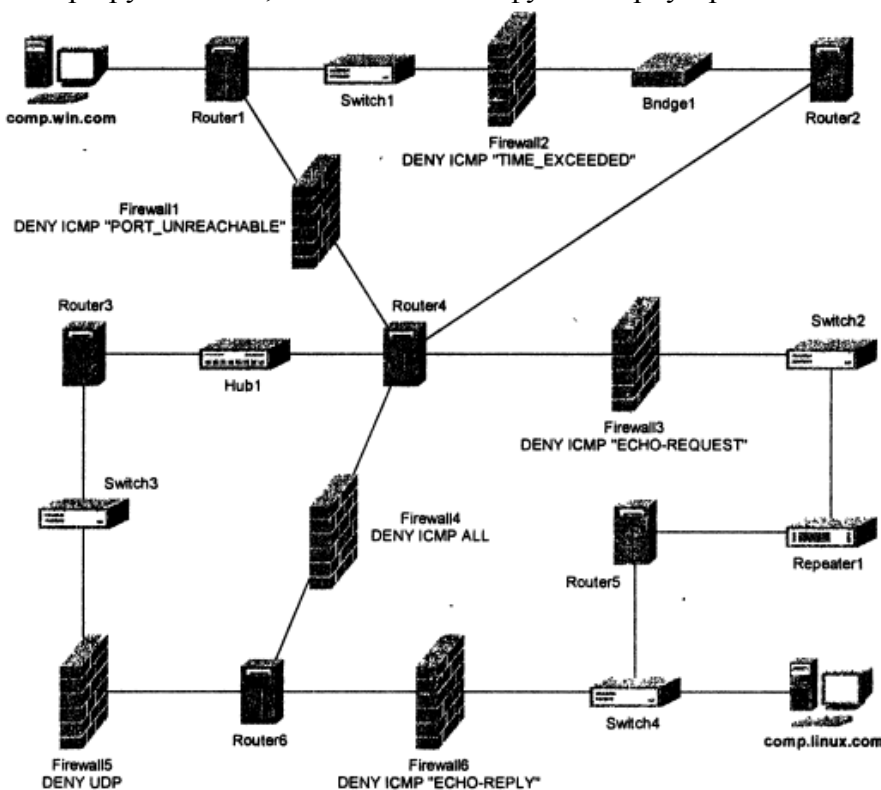 comp.win.com
Router1
Switch1
Firewall2
DENY ICMP "TIME_EXCEEDED"
Bridge1
Router2
Firewall1
DENY ICMP "PORT_UNREACHABLE"
Router3
Hub1
Router4
Switch2
Firewall3
DENY ICMP "ECHO-REQUEST"
Switch3
Firewall4
DENY ICMP ALL
Router5
Repeater1
Firewall5
DENY UDP
Router6
Firewall6
DENY ICMP "ECHO-REPLY"
Switch4
comp.linux.com